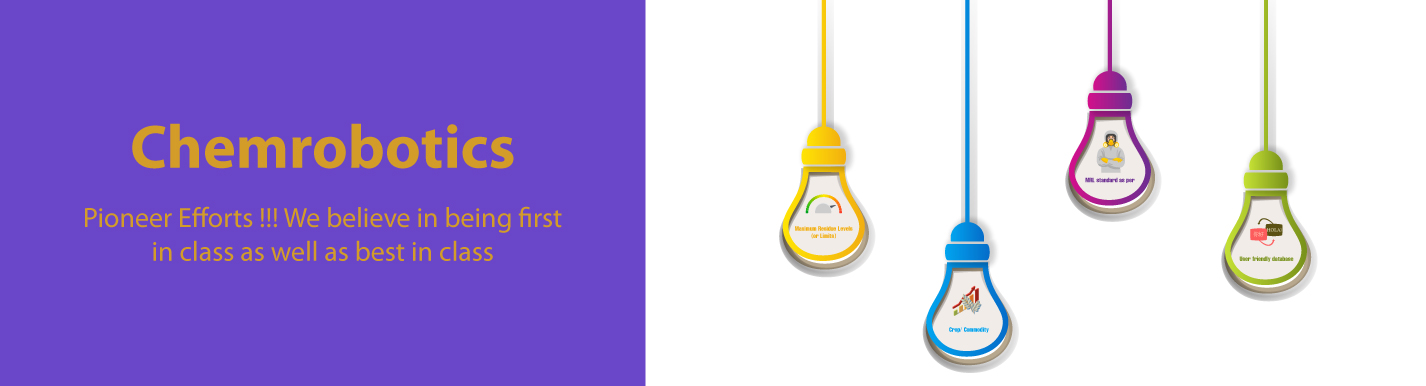 Chemrobotics
Pioneer Efforts !!! We believe in being first
in class as well as best in class
Maximum Residue Levels
(or Limits)
Crop/ Commodity
MRL standard as per
HOLA!
User friendly database